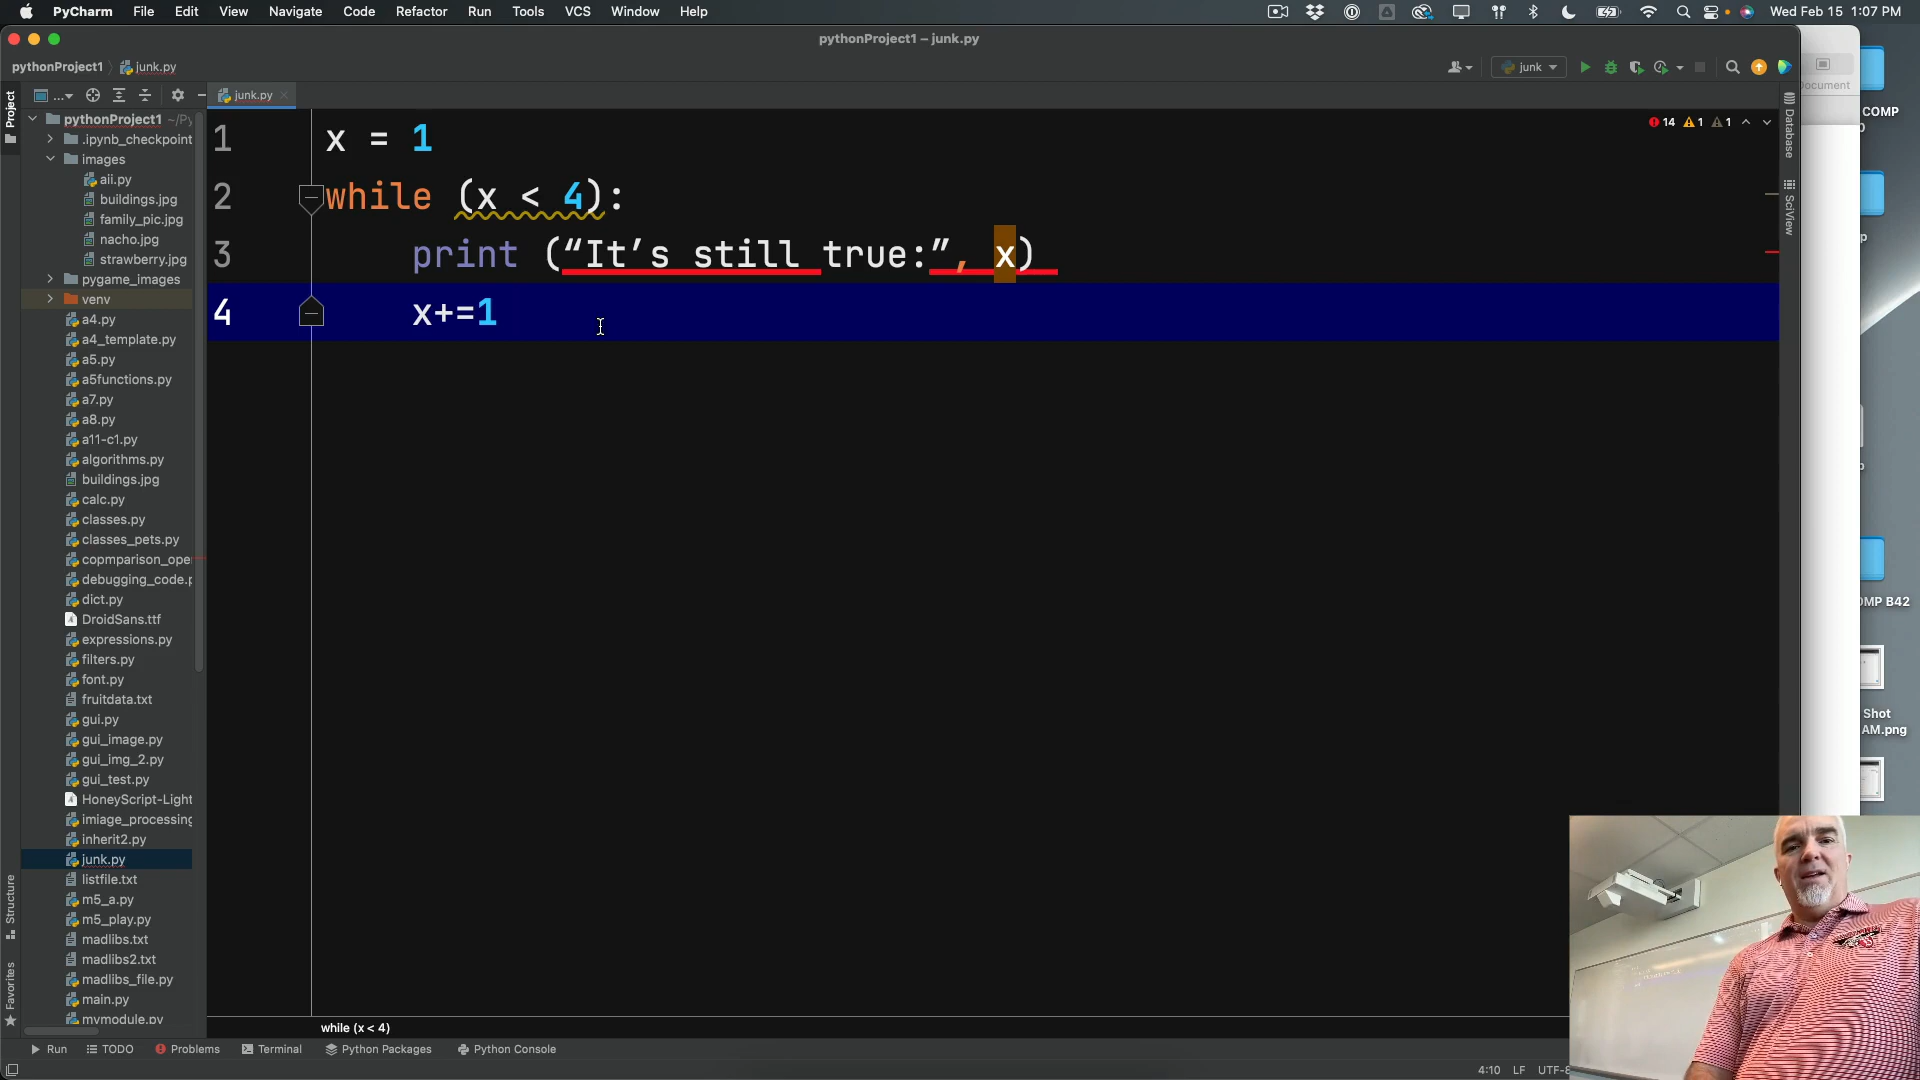 PyCharm File Edit View Navigate Code Refactor Run Tools VCS Window Help Wed Feb 15 1:07 PM
pythonProject1 – junk.py
pythonProject1 junk.py junk
... junk.py
Project
pythonProject1 ~/Py
.ipynb_checkpoint
images
aii.py
buildings.jpg
family_pic.jpg
nacho.jpg
strawberry.jpg
pygame_images
venv
a4.py
a4_template.py
a5.py
a5functions.py
a7.py
a8.py
a11-c1.py
algorithms.py
buildings.jpg
calc.py
classes.py
classes_pets.py
copmparison_ope
debugging_code.p
dict.py
DroidSans.ttf
expressions.py
filters.py
font.py
fruitdata.txt
gui.py
gui_image.py
gui_img_2.py
gui_test.py
HoneyScript-Light
imiage_processing
inherit2.py
junk.py
listfile.txt
m5_a.py
m5_play.py
madlibs.txt
madlibs2.txt
madlibs_file.py
main.py
mymodule.py
Structure
Favorites
1 x = 1
2 while (x < 4):
3 print (“It’s still true:”, x)
4 x+=1
14 1 1
Database
SciView
ocument
COMP
OMP B42
Shot
AM.png
while (x < 4)
Run TODO Problems Terminal Python Packages Python Console
4:10 LF UTF-8